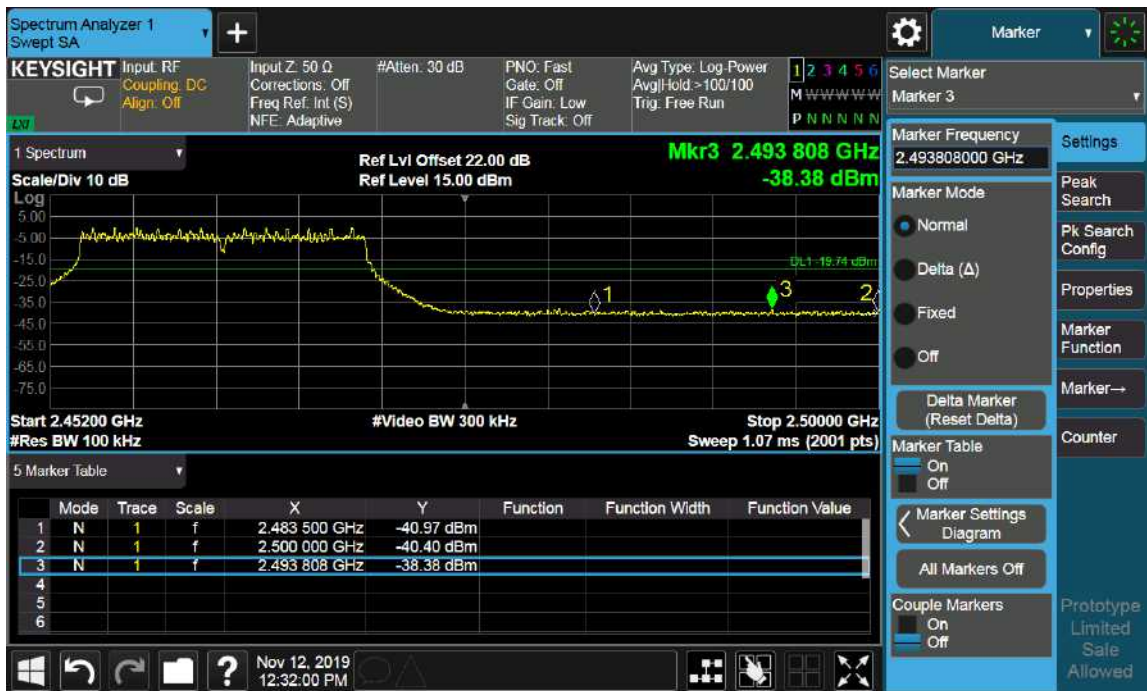 Spectrum Analyzer 1
Swept SA
+
Marker
KEYSIGHT
LXI
Input: RF
Coupling: DC
Align: Off
Input Z: 50 Ω
Corrections: Off
Freq Ref: Int (S)
NFE: Adaptive
#Atten: 30 dB
PNO: Fast
Gate: Off
IF Gain: Low
Sig Track: Off
Avg Type: Log-Power
Avg|Hold:>100/100
Trig: Free Run
1 2 3 4 5 6
M W W W W W
P N N N N N
Select Marker
Marker 3
1 Spectrum
Scale/Div 10 dB
Log
Ref Lvl Offset 22.00 dB
Ref Level 15.00 dBm
Mkr3 2.493 808 GHz
-38.38 dBm
5.00
-5.00
-15.0
-25.0
-35.0
-45.0
-55.0
-65.0
-75.0
DL1 -19.74 dBm
1
3
2
Start 2.45200 GHz
#Res BW 100 kHz
#Video BW 300 kHz
Stop 2.50000 GHz
Sweep 1.07 ms (2001 pts)
5 Marker Table
Mode Trace Scale X Y Function Function Width Function Value
1 N 1 f 2.483 500 GHz -40.97 dBm
2 N 1 f 2.500 000 GHz -40.40 dBm
3 N 1 f 2.493 808 GHz -38.38 dBm
4
5
6
Marker Frequency
2.493808000 GHz
Marker Mode
Normal
Delta (Δ)
Fixed
Off
Delta Marker
(Reset Delta)
Marker Table
On
Off
Marker Settings
Diagram
All Markers Off
Couple Markers
On
Off
Settings
Peak
Search
Pk Search
Config
Properties
Marker
Function
Marker→
Counter
Prototype
Limited
Sale
Allowed
?
Nov 12, 2019
12:32:00 PM